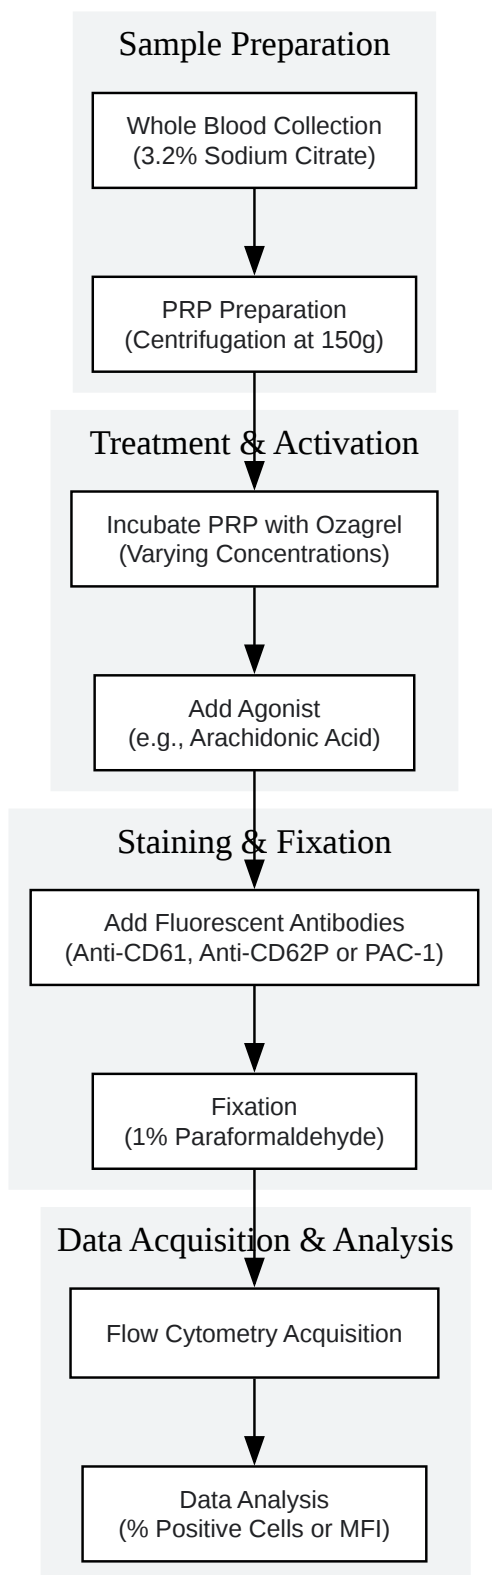 Sample Preparation
Whole Blood Collection
(3.2% Sodium Citrate)
PRP Preparation
(Centrifugation at 150g)
Treatment & Activation
Incubate PRP with Ozagrel
(Varying Concentrations)
Add Agonist
(e.g., Arachidonic Acid)
Staining & Fixation
Add Fluorescent Antibodies
(Anti-CD61, Anti-CD62P or PAC-1)
Fixation
(1% Paraformaldehyde)
Data Acquisition & Analysis
Flow Cytometry Acquisition
Data Analysis
(% Positive Cells or MFI)